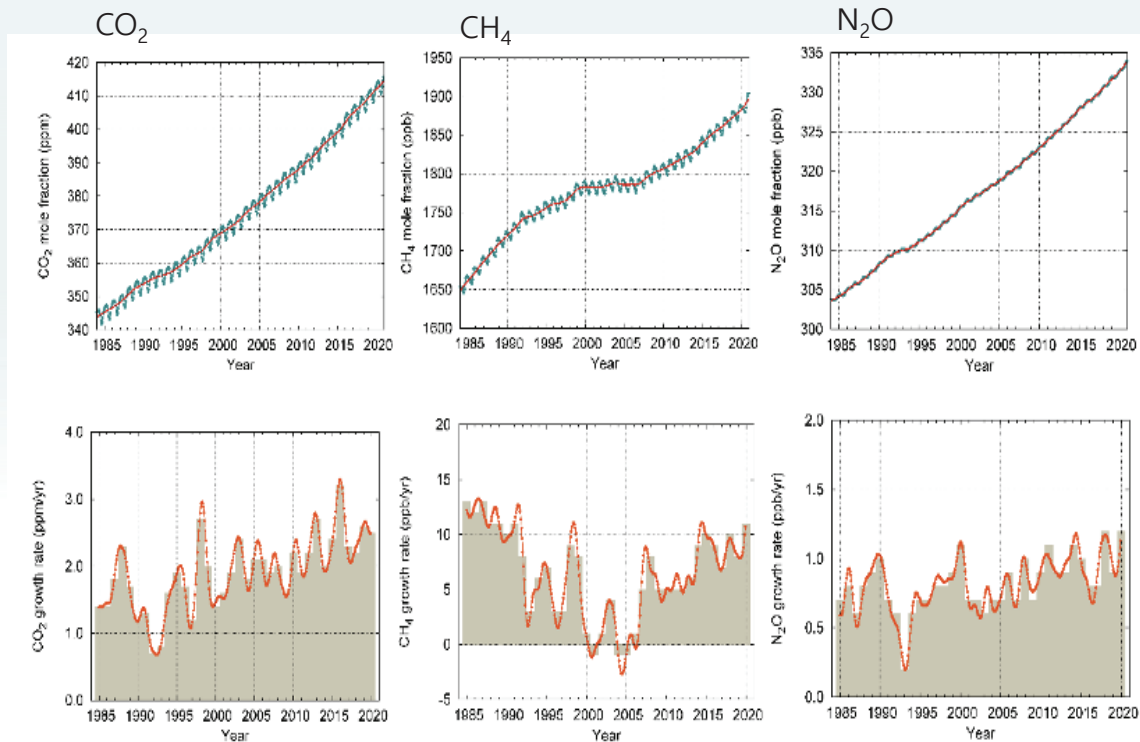 CO₂
CH₄
N₂O
CO₂ mole fraction (ppm)
420
410
400
390
380
370
360
350
340
1985 1990 1995 2000 2005 2010 2015 2020
Year
CH₄ mole fraction (ppb)
1950
1900
1850
1800
1750
1700
1650
1600
1985 1990 1995 2000 2005 2010 2015 2020
Year
N₂O mole fraction (ppb)
335
330
325
320
315
310
305
300
1985 1990 1995 2000 2005 2010 2015 2020
Year
CO₂ growth rate (ppm/yr)
4.0
3.0
2.0
1.0
0.0
1985 1990 1995 2000 2005 2010 2015 2020
Year
CH₄ growth rate (ppb/yr)
20
15
10
5
0
-5
1985 1990 1995 2000 2005 2010 2015 2020
Year
N₂O growth rate (ppb/yr)
2.0
1.5
1.0
0.5
0.0
1985 1990 1995 2000 2005 2010 2015 2020
Year